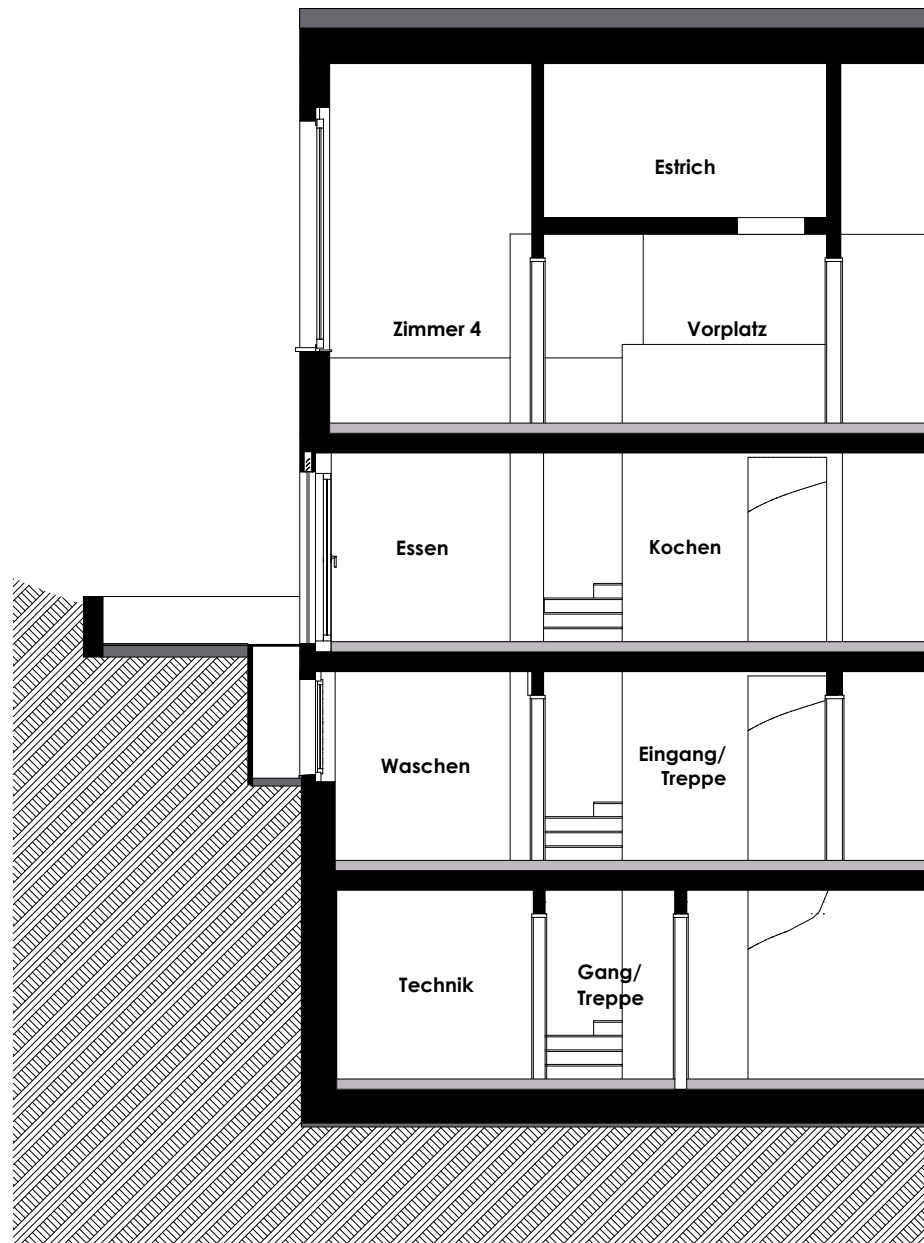 Estrich
Zimmer 4
Vorplatz
Essen
Kochen
Waschen
Eingang/
Treppe
Technik
Gang/
Treppe